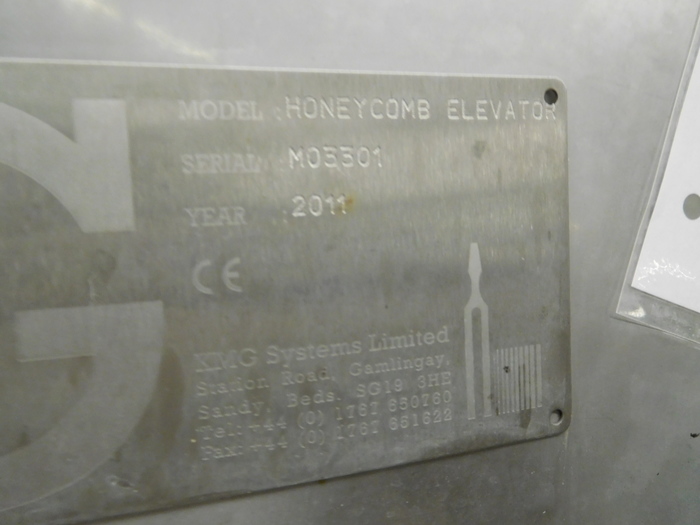 G
MODEL : HONEYCOMB ELEVATOR
SERIAL : M03301
YEAR : 2011
CE
KMG Systems Limited
Station Road, Gamlingay,
Sandy, Beds. SG19 3HE
Tel: +44 (0) 1767 650760
Fax: +44 (0) 1767 651622